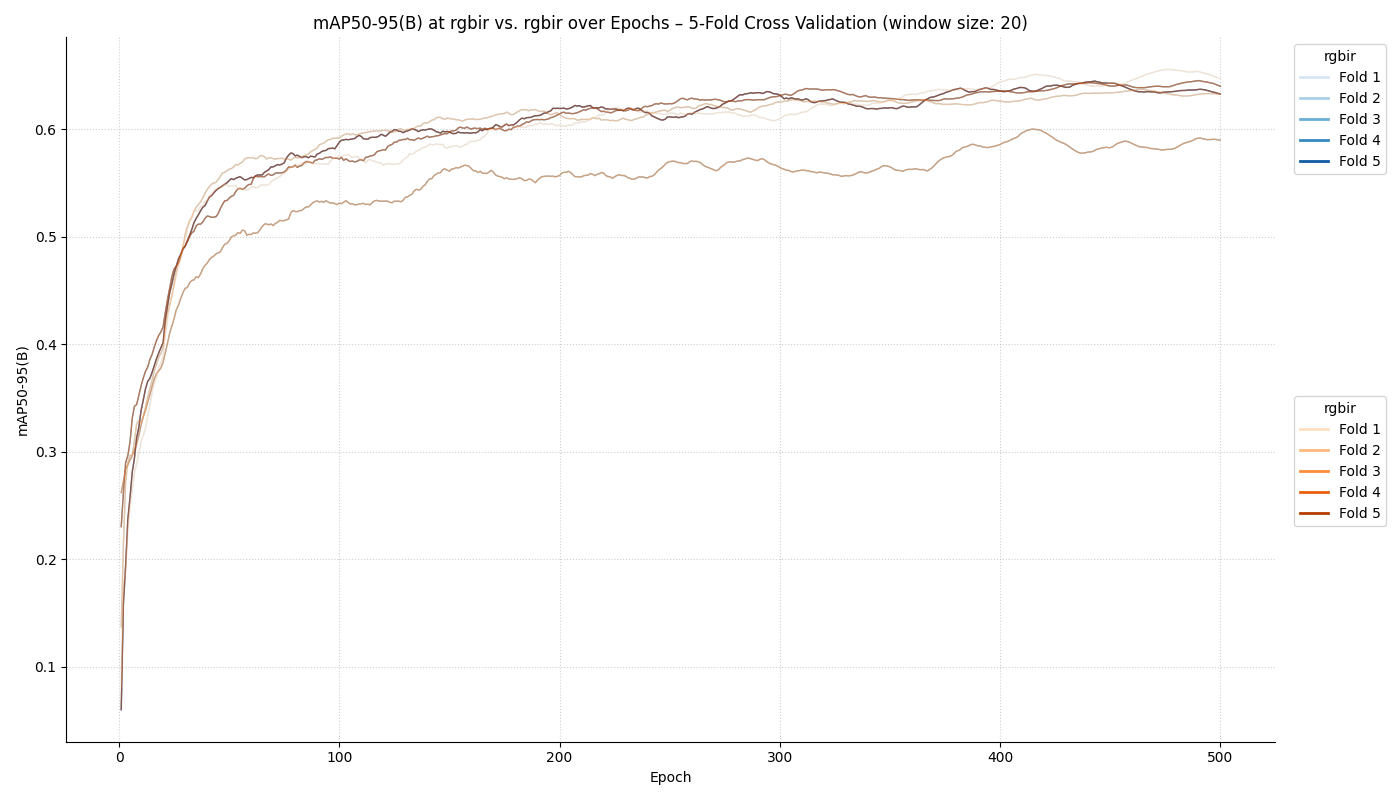 mAP50-95(B) at rgbir vs. rgbir over Epochs – 5-Fold Cross Validation (window size: 20)
mAP50-95(B)
0.6
0.5
0.4
0.3
0.2
0.1
0
100
200
300
400
500
Epoch
rgbir
Fold 1
Fold 2
Fold 3
Fold 4
Fold 5
rgbir
Fold 1
Fold 2
Fold 3
Fold 4
Fold 5